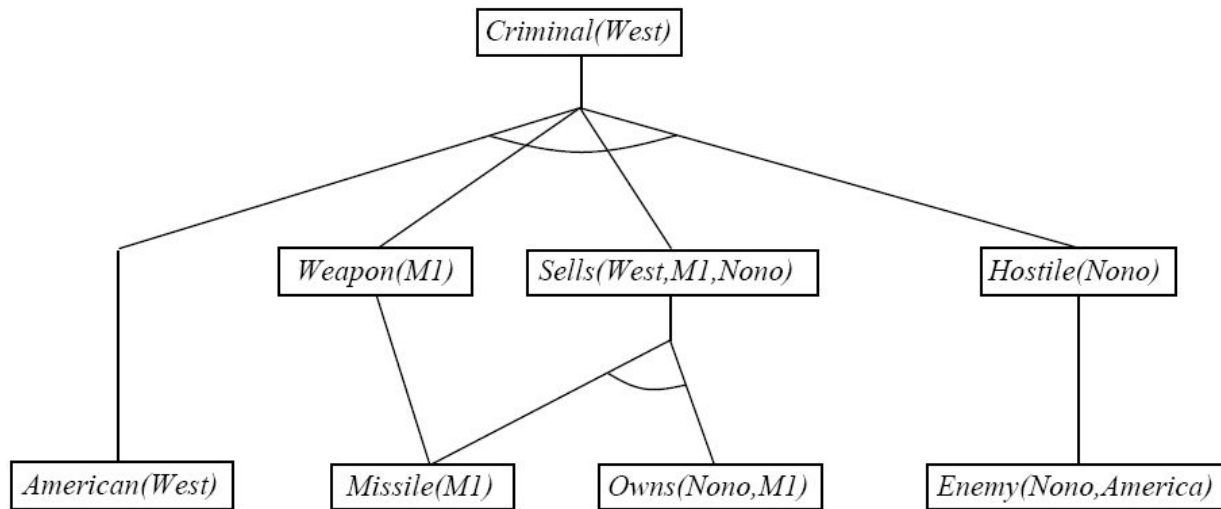 Criminal(West)
Weapon(M1)
Sells(West,M1,Nono)
Hostile(Nono)
American(West)
Missile(M1)
Owns(Nono,M1)
Enemy(Nono,America)